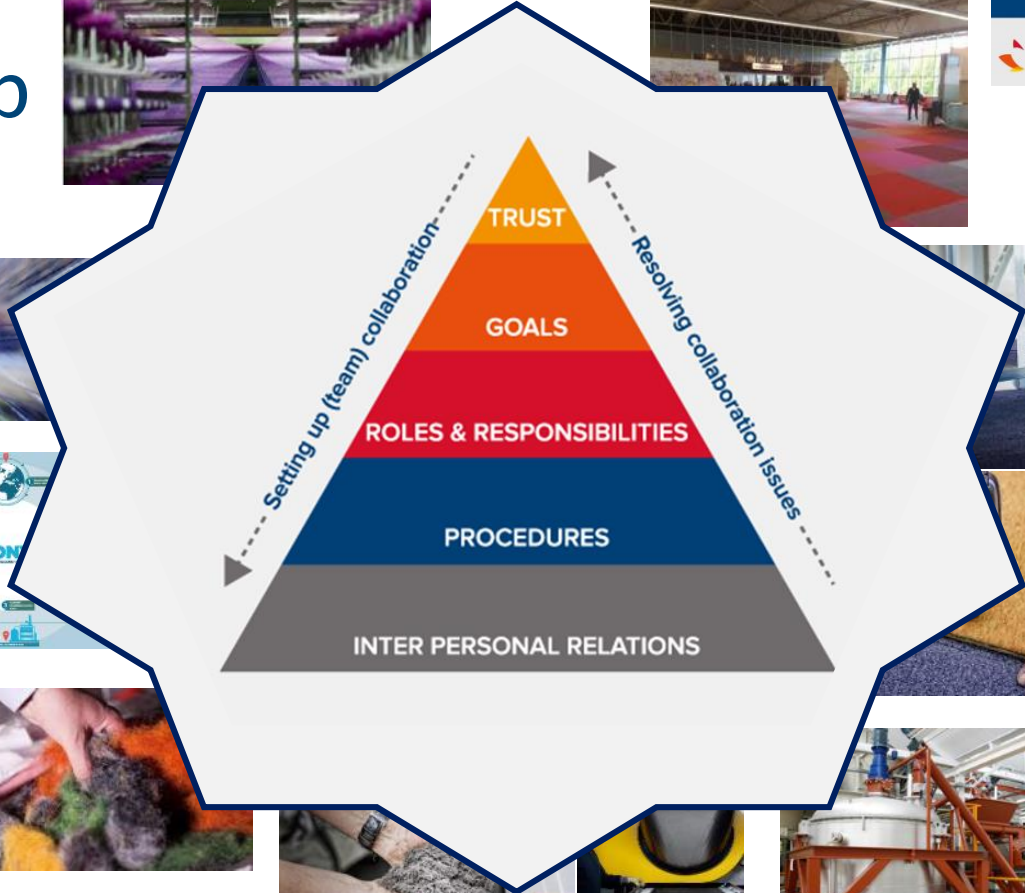 TRUST
GOALS
ROLES & RESPONSIBILITIES
PROCEDURES
INTER PERSONAL RELATIONS
Setting up (team) collaboration
Resolving collaboration issues